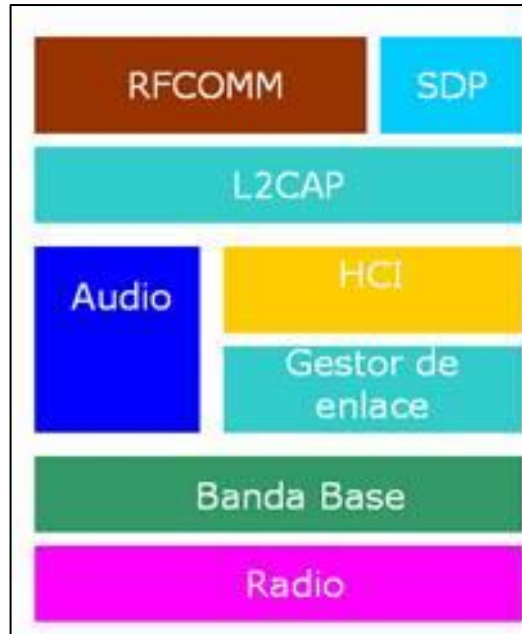 RFCOMM
SDP
L2CAP
Audio
HCI
Gestor de
enlace
Banda Base
Radio